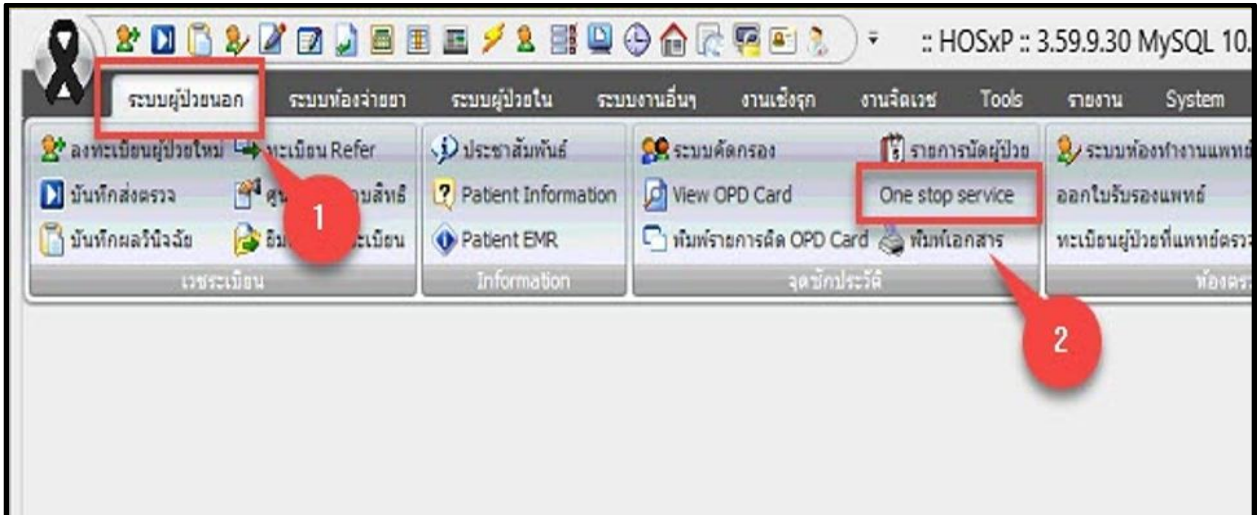 :: HOSxP :: 3.59.9.30 MySQL 10.
ระบบผู้ป่วยนอก ระบบห้องจ่ายยา ระบบผู้ป่วยใน ระบบงานอื่นๆ งานเชิงรุก งานจิตเวช Tools รายงาน System
ลงทะเบียนผู้ป่วยใหม่ ทะเบียน Refer ประชาสัมพันธ์ ระบบคัดกรอง รายการนัดผู้ป่วย ระบบห้องทำงานแพทย์
บันทึกส่งตรวจ 1 Patient Information View OPD Card One stop service ออกใบรับรองแพทย์
บันทึกผลวินิจฉัย Patient EMR พิมพ์รายการติด OPD Card พิมพ์เอกสาร ทะเบียนผู้ป่วยที่แพทย์ตรวจ
เวชระเบียน Information จุดซักประวัติ
2